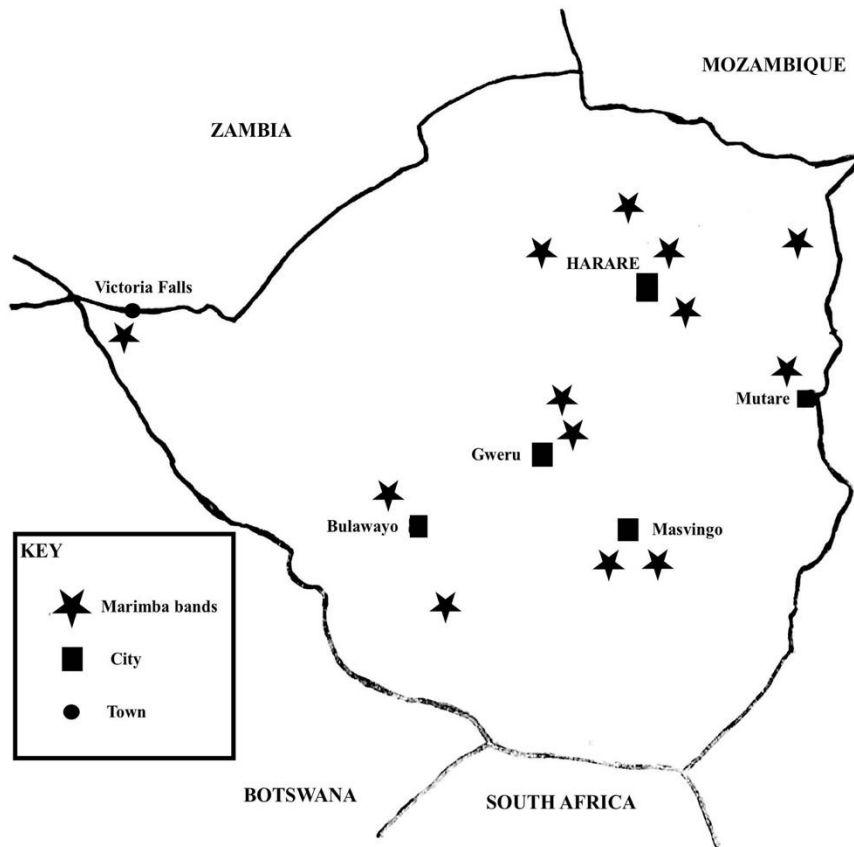 MOZAMBIQUE
ZAMBIA
HARARE
Victoria Falls
Mutare
Gweru
Bulawayo
Masvingo
KEY
Marimba bands
City
Town
BOTSWANA
SOUTH AFRICA